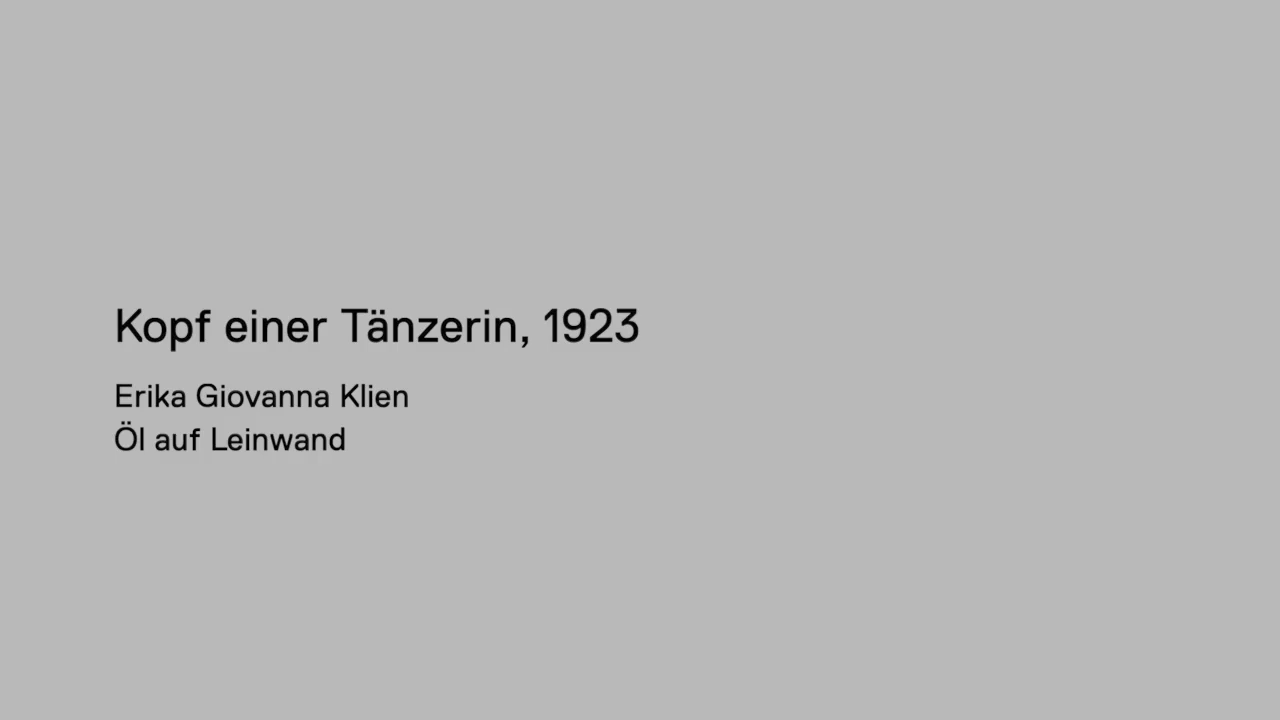 Kopf einer Tänzerin, 1923
Erika Giovanna Klien
Öl auf Leinwand